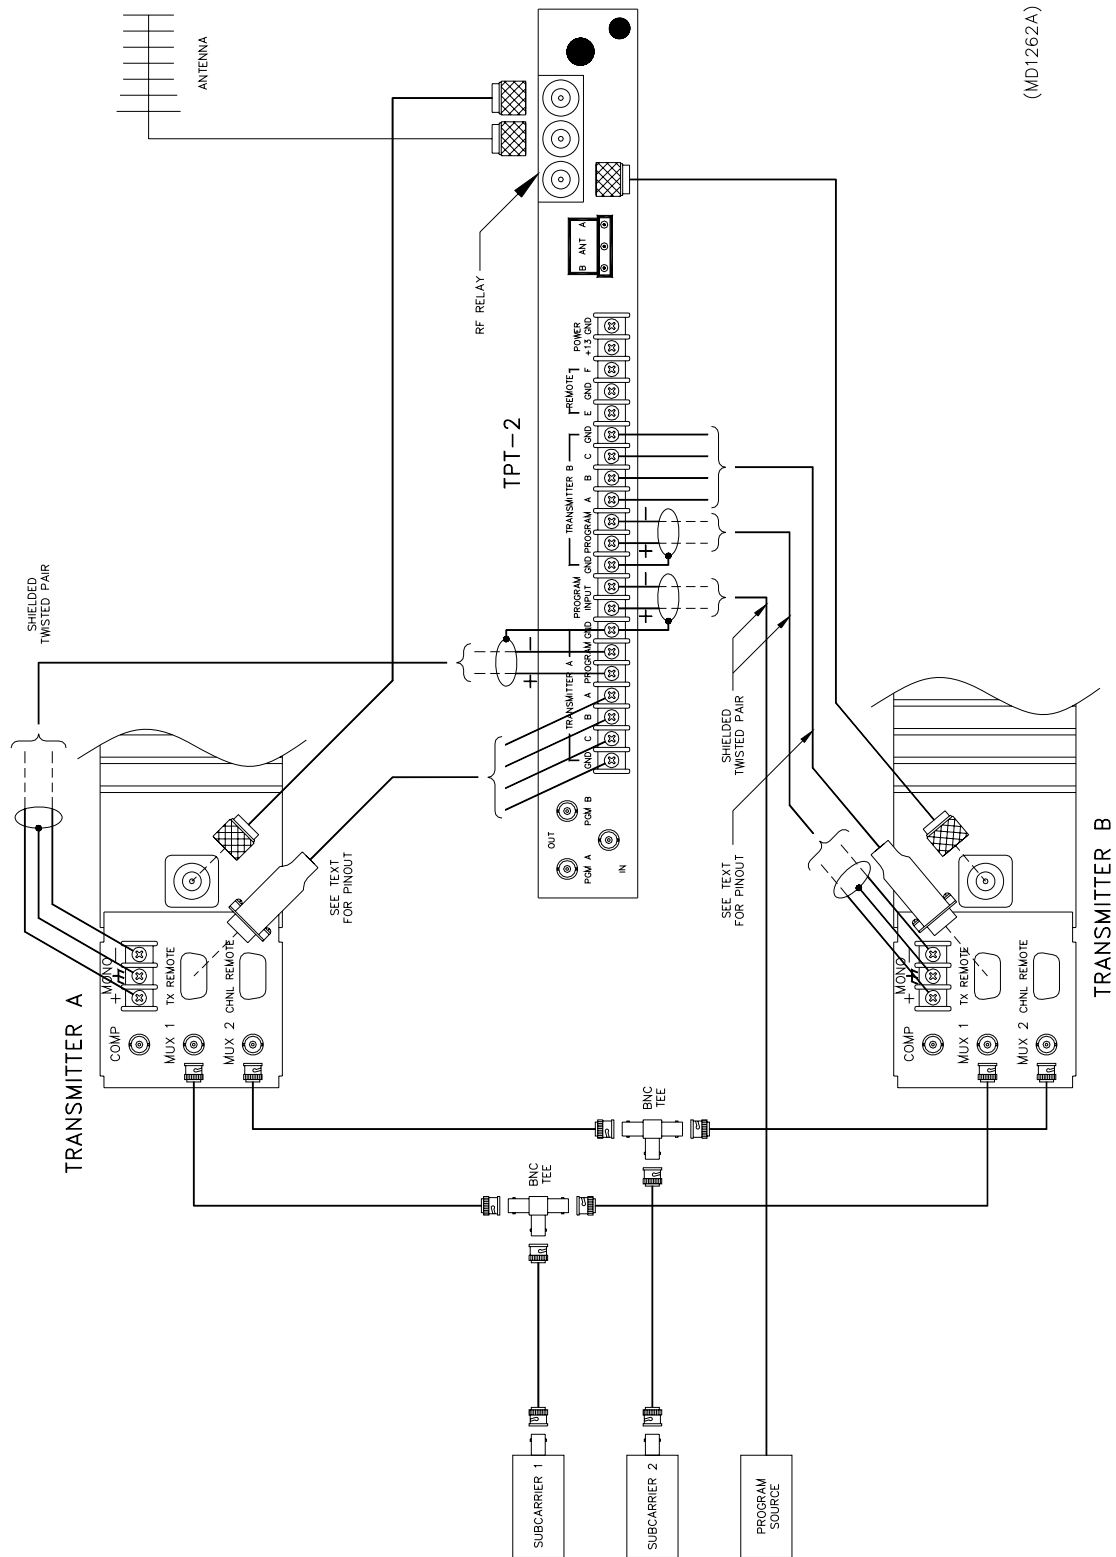 TRANSMITTER A
COMP
MUX 1
MUX 2
+ MONO -
TX REMOTE
CHNL REMOTE
SHIELDED
TWISTED PAIR
SEE TEXT
FOR PINOUT
ANTENNA
RF RELAY
TPT-2
PGM A
OUT
PGM B
IN
TRANSMITTER A
GND
C
B
A
PROGRAM
GND
+
-
PROGRAM
INPUT
+
-
TRANSMITTER B
GND
PROGRAM
A
B
C
GND
+
-
REMOTE
E
GND
F
POWER
+13
GND
B ANT A
SUBCARRIER 1
SUBCARRIER 2
PROGRAM
SOURCE
BNC
TEE
BNC
TEE
SEE TEXT
FOR PINOUT
SHIELDED
TWISTED PAIR
COMP
MUX 1
MUX 2
+ MONO -
TX REMOTE
CHNL REMOTE
TRANSMITTER B
(MD1262A)